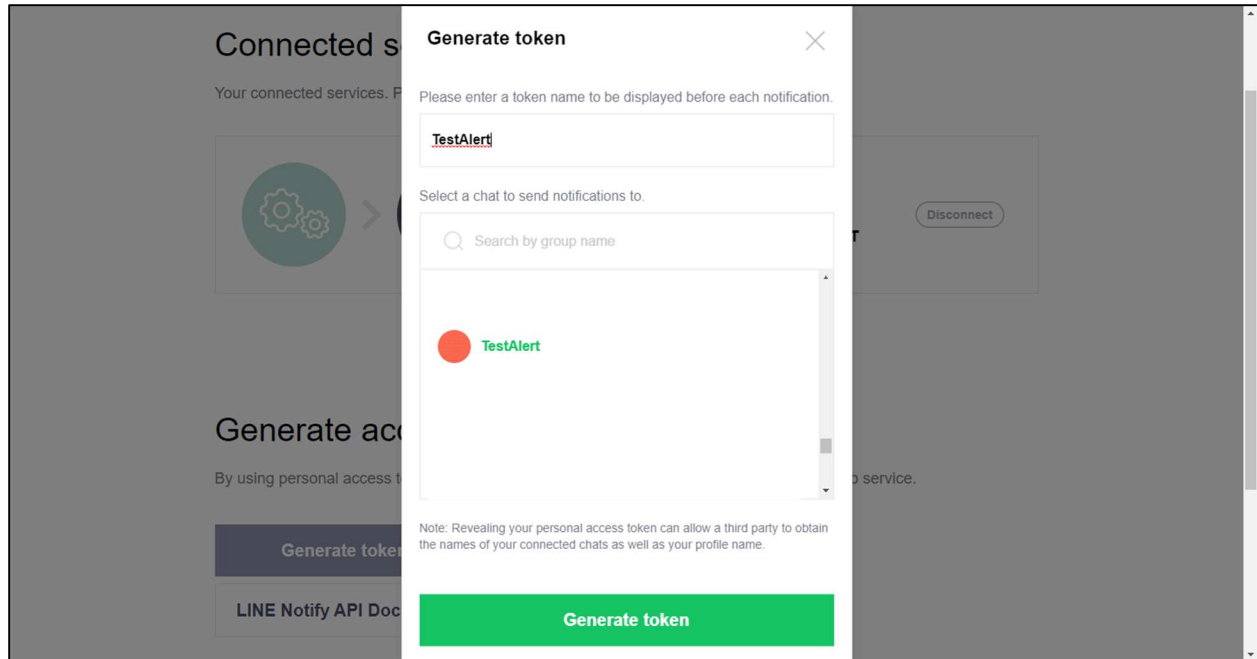 Connected s
Your connected services. P
Generate token
Please enter a token name to be displayed before each notification.
TestAlert
Select a chat to send notifications to.
Search by group name
TestAlert
Disconnect
T
Generate acc
By using personal access t
service.
Note: Revealing your personal access token can allow a third party to obtain
the names of your connected chats as well as your profile name.
Generate token
LINE Notify API Doc
Generate token